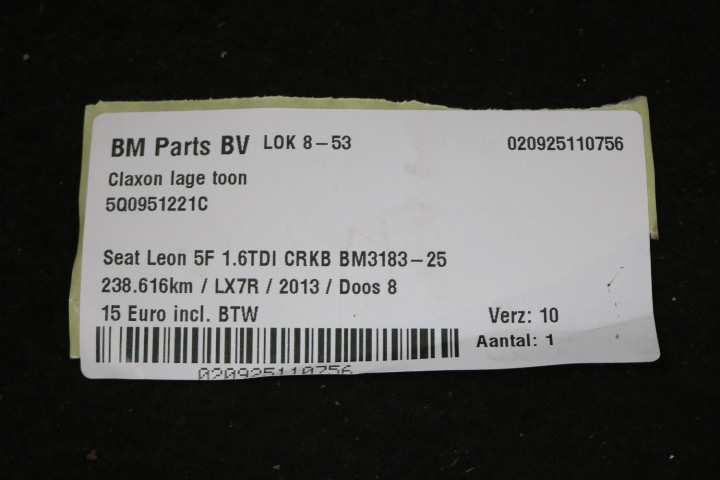 BM Parts BV LOK 8-53 020925110756
Claxon lage toon
5Q0951221C
Seat Leon 5F 1.6TDI CRKB BM3183-25
238.616km / LX7R / 2013 / Doos 8
15 Euro incl. BTW Verz: 10
Aantal: 1
020925110756